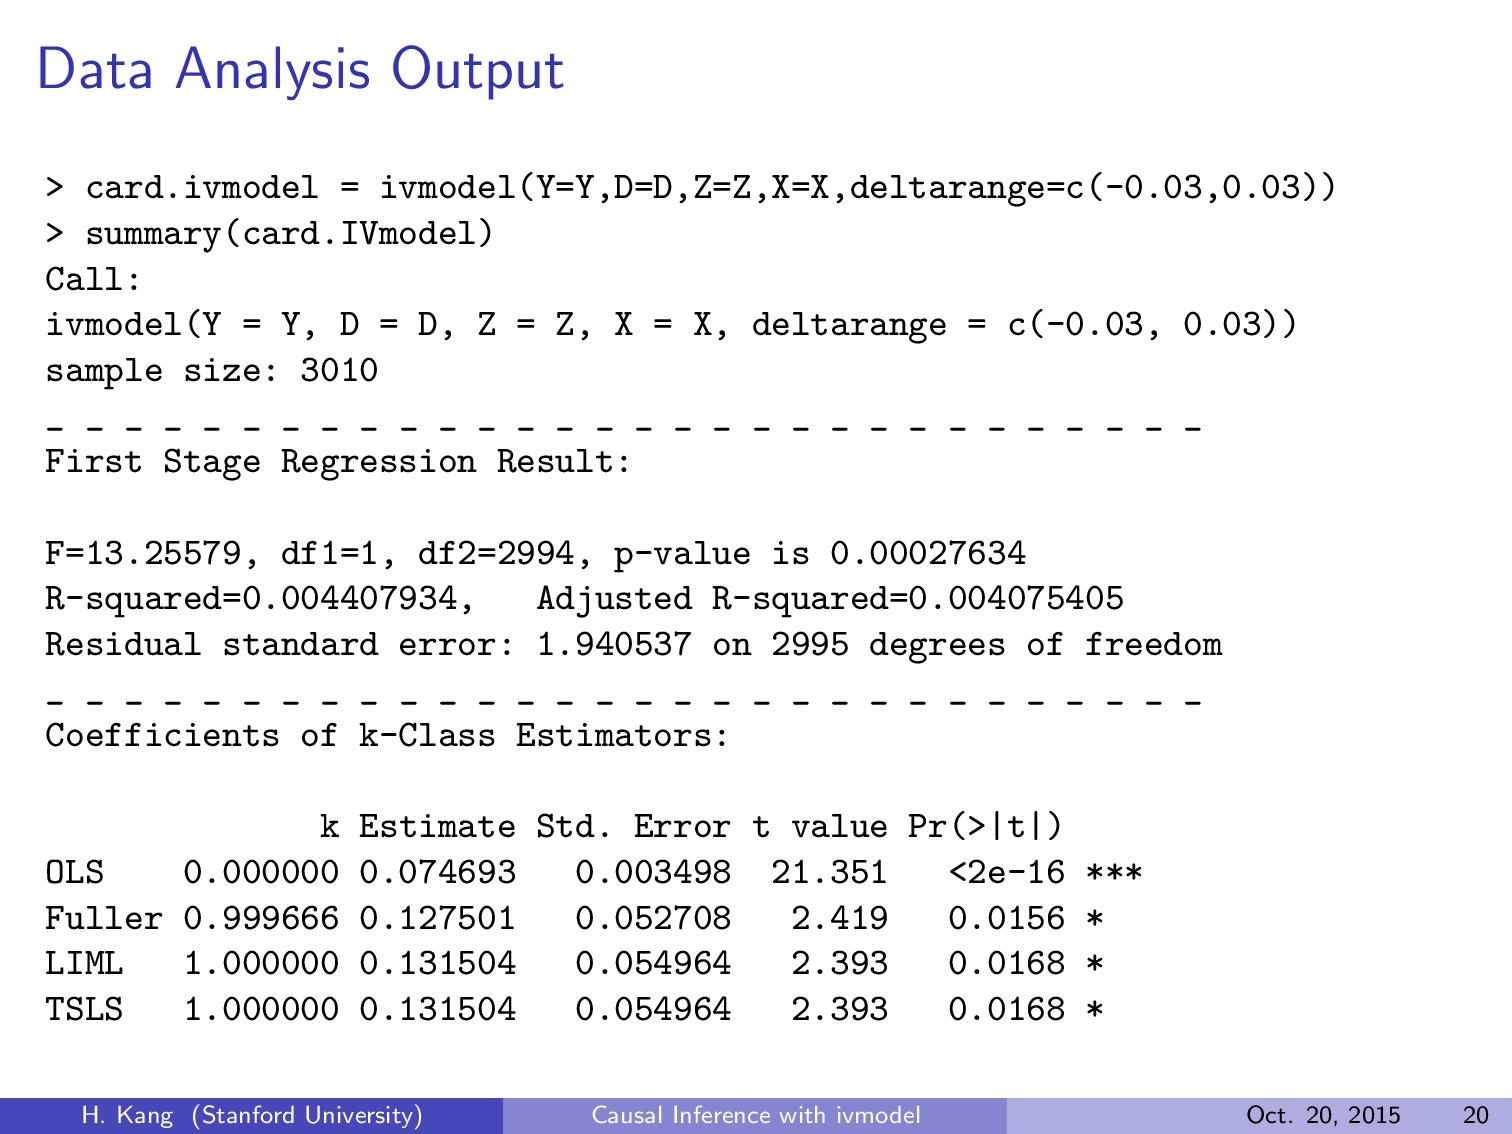 Data Analysis Output
> card.ivmodel = ivmodel(Y=Y,D=D,Z=Z,X=X,deltarange=c(-0.03,0.03))
> summary(card.IVmodel)
Call:
ivmodel(Y = Y, D = D, Z = Z, X = X, deltarange = c(-0.03, 0.03))
sample size: 3010
_ _ _ _ _ _ _ _ _ _ _ _ _ _ _ _ _ _ _ _ _ _ _ _ _ _ _ _ _ _
First Stage Regression Result:
F=13.25579, df1=1, df2=2994, p-value is 0.00027634
R-squared=0.004407934,   Adjusted R-squared=0.004075405
Residual standard error: 1.940537 on 2995 degrees of freedom
_ _ _ _ _ _ _ _ _ _ _ _ _ _ _ _ _ _ _ _ _ _ _ _ _ _ _ _ _ _
Coefficients of k-Class Estimators:
              k Estimate Std. Error t value Pr(>|t|)
OLS    0.000000 0.074693   0.003498  21.351   <2e-16 ***
Fuller 0.999666 0.127501   0.052708   2.419   0.0156 *
LIML   1.000000 0.131504   0.054964   2.393   0.0168 *
TSLS   1.000000 0.131504   0.054964   2.393   0.0168 *
H. Kang (Stanford University) Causal Inference with ivmodel Oct. 20, 2015 20